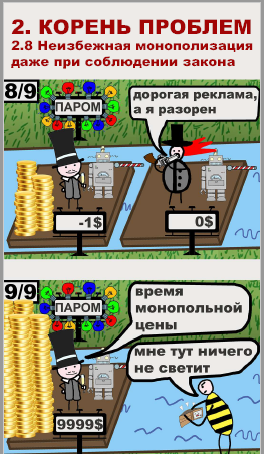 2. КОРЕНЬ ПРОБЛЕМ
2.8 Неизбежная монополизация
даже при соблюдении закона
8/9
ПАРОМ
дорогая реклама,
а я разорен
-1$
0$
9/9
ПАРОМ
время
монопольной
цены
мне тут ничего
не светит
9999$